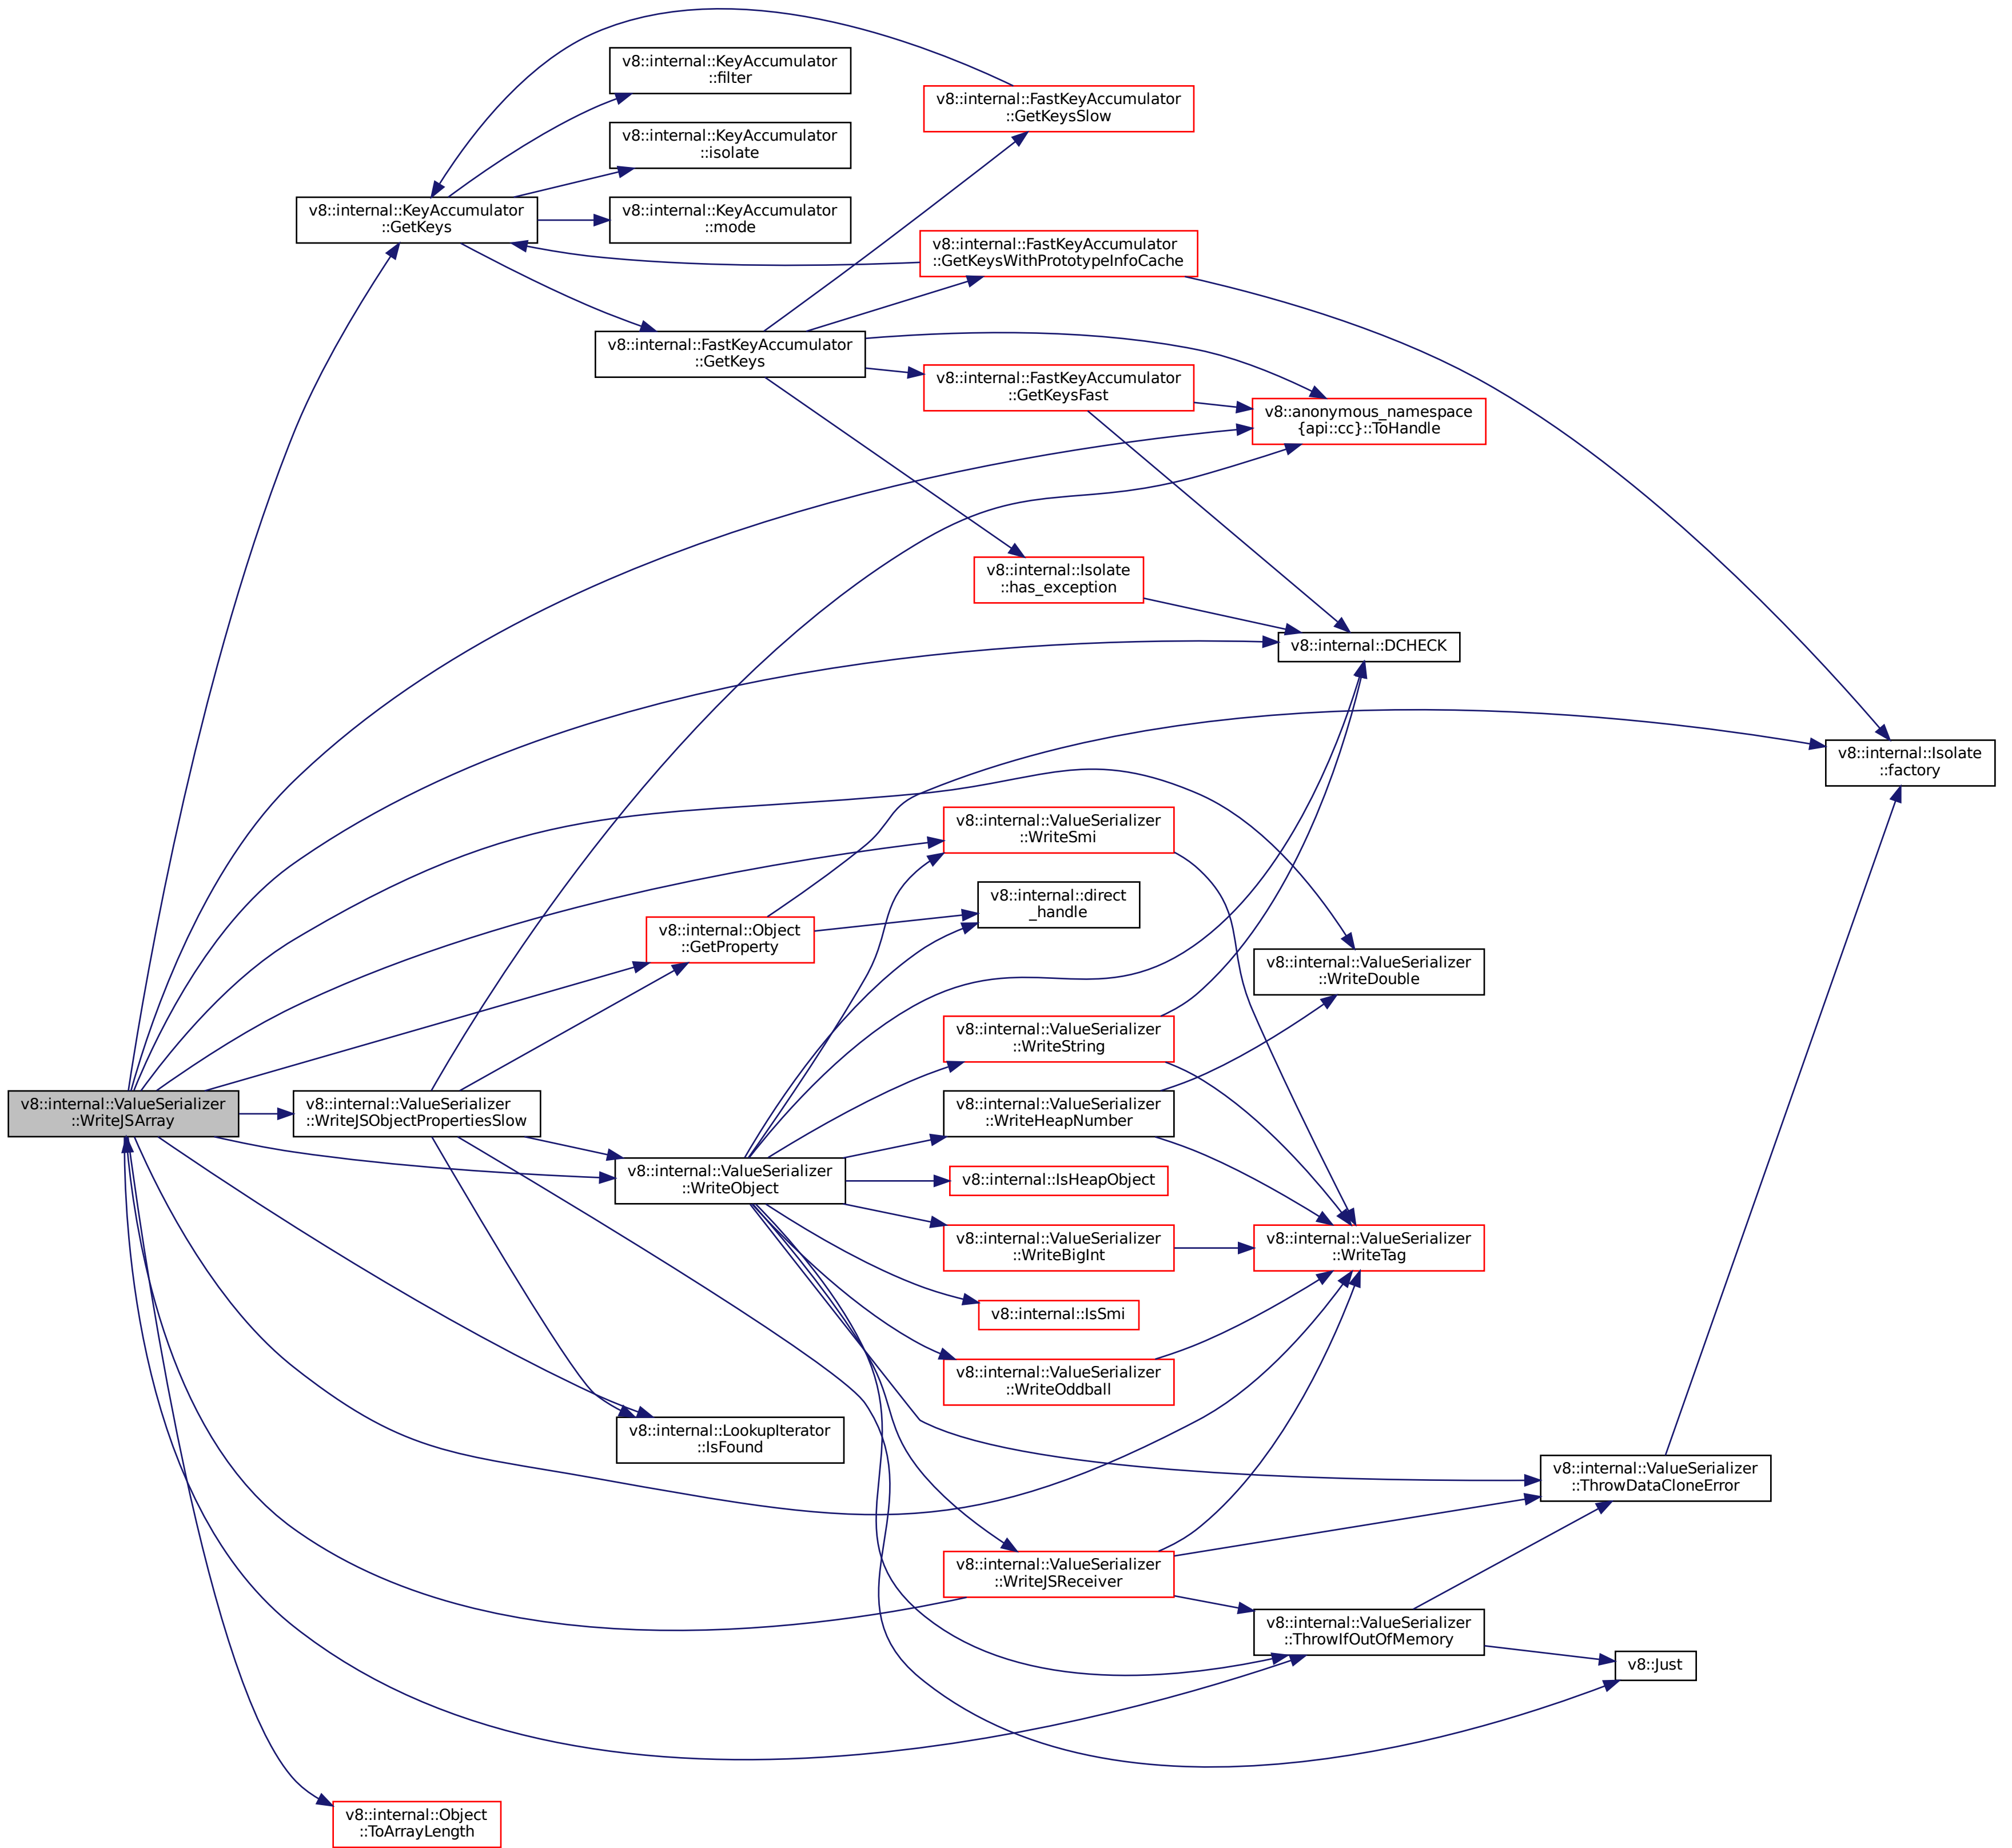 v8::internal::KeyAccumulator
::filter
v8::internal::FastKeyAccumulator
::GetKeysSlow
v8::internal::KeyAccumulator
::isolate
v8::internal::KeyAccumulator
::GetKeys
v8::internal::KeyAccumulator
::mode
v8::internal::FastKeyAccumulator
::GetKeysWithPrototypeInfoCache
v8::internal::FastKeyAccumulator
::GetKeys
v8::internal::FastKeyAccumulator
::GetKeysFast
v8::anonymous_namespace
{api::cc}::ToHandle
v8::internal::Isolate
::has_exception
v8::internal::DCHECK
v8::internal::Isolate
::factory
v8::internal::ValueSerializer
::WriteSmi
v8::internal::direct
_handle
v8::internal::Object
::GetProperty
v8::internal::ValueSerializer
::WriteDouble
v8::internal::ValueSerializer
::WriteString
v8::internal::ValueSerializer
::WriteJSArray
v8::internal::ValueSerializer
::WriteJSObjectPropertiesSlow
v8::internal::ValueSerializer
::WriteHeapNumber
v8::internal::ValueSerializer
::WriteObject
v8::internal::IsHeapObject
v8::internal::ValueSerializer
::WriteBigInt
v8::internal::ValueSerializer
::WriteTag
v8::internal::IsSmi
v8::internal::ValueSerializer
::WriteOddball
v8::internal::LookupIterator
::IsFound
v8::internal::ValueSerializer
::ThrowDataCloneError
v8::internal::ValueSerializer
::WriteJSReceiver
v8::internal::ValueSerializer
::ThrowIfOutOfMemory
v8::Just
v8::internal::Object
::ToArrayLength